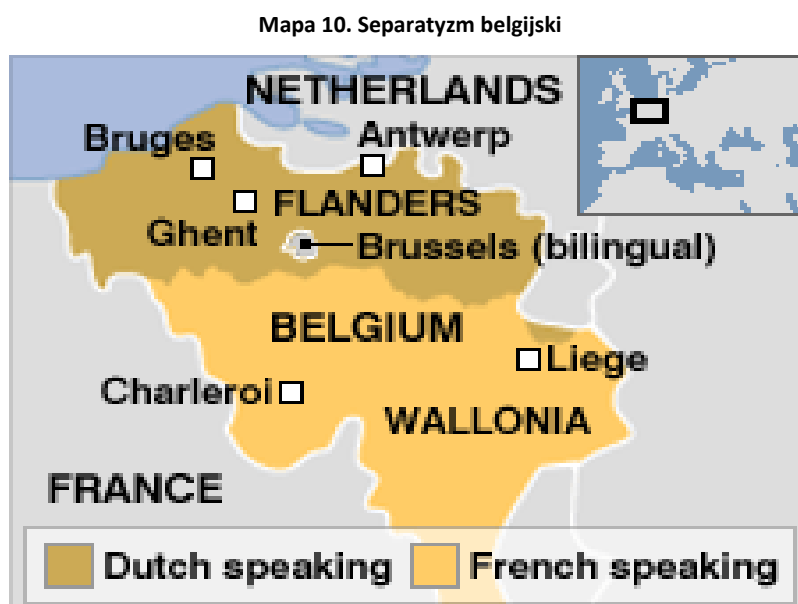 Mapa 10. Separatyzm belgijski
NETHERLANDS
Bruges
Antwerp
FLANDERS
Ghent
Brussels (bilingual)
BELGIUM
Liege
Charleroi
WALLONIA
FRANCE
Dutch speaking
French speaking